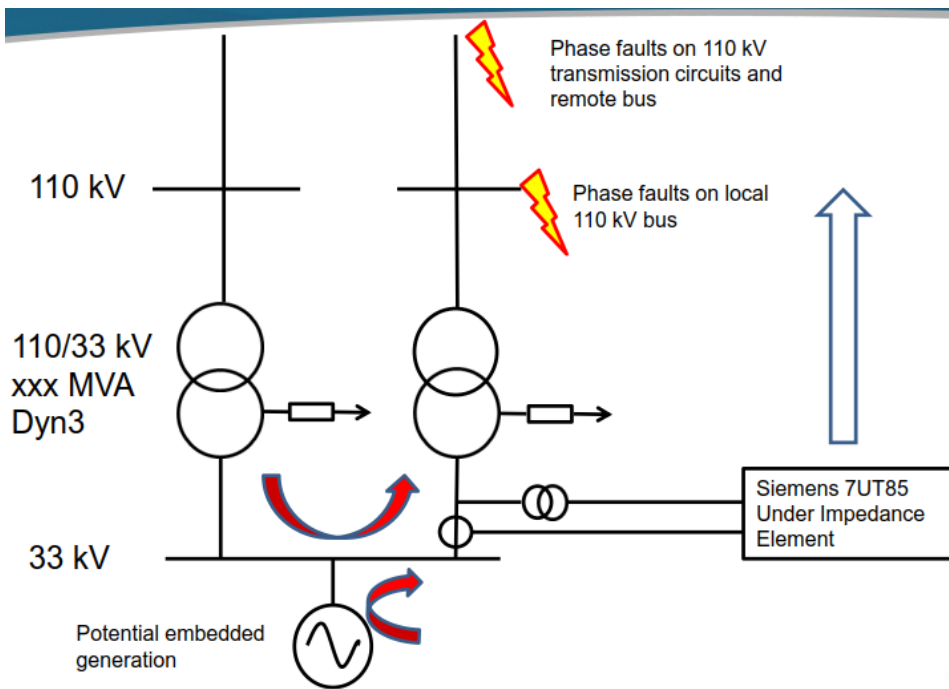 Phase faults on 110 kV
transmission circuits and
remote bus
110 kV
Phase faults on local
110 kV bus
110/33 kV
xxx MVA
Dyn3
Siemens 7UT85
Under Impedance
Element
33 kV
Potential embedded
generation